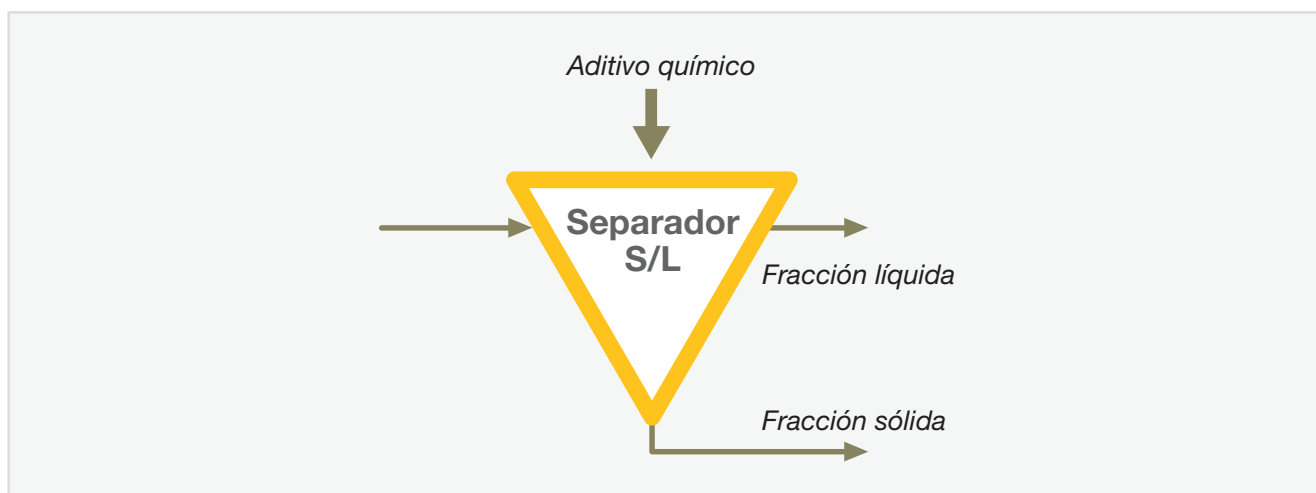 Aditivo químico
Separador
S/L
Fracción líquida
Fracción sólida